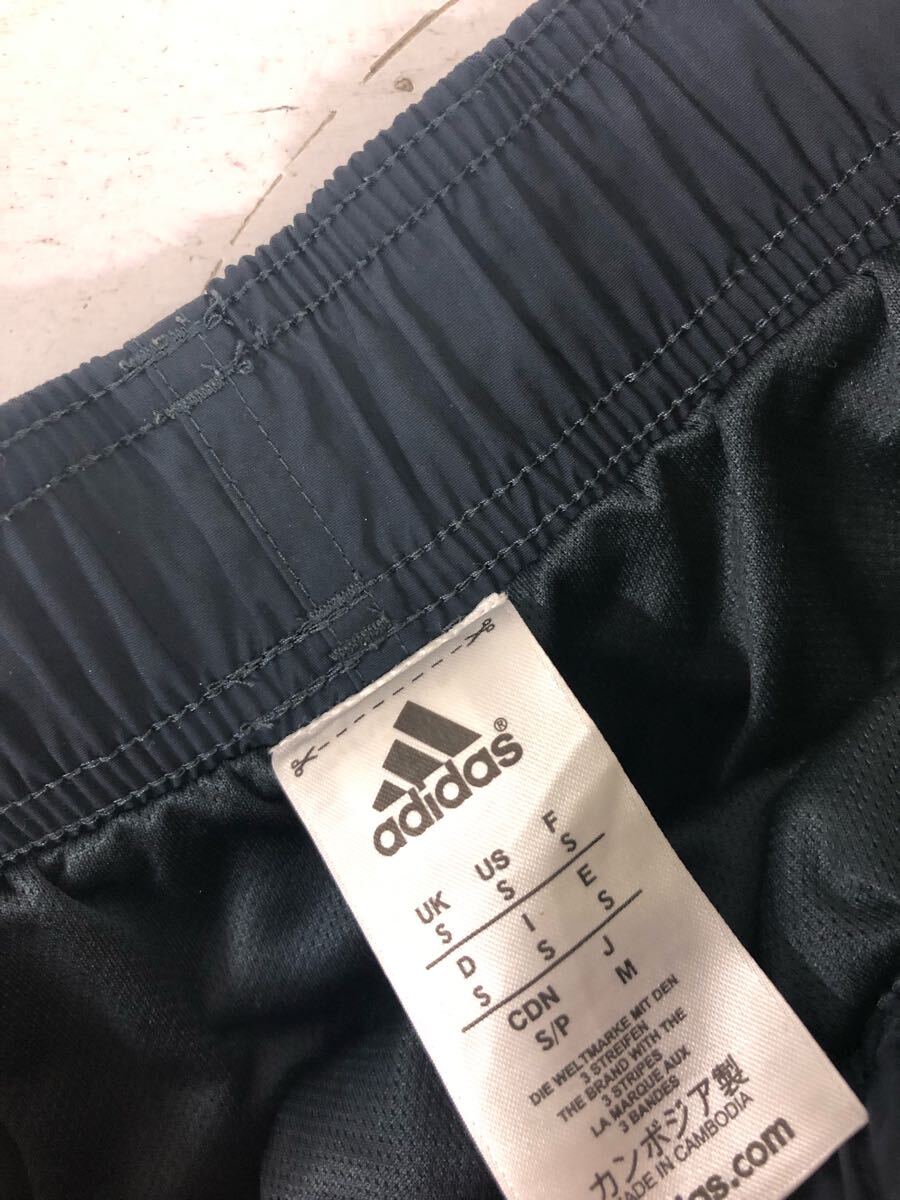 adidas®
UK US F
S S S
D I E
S S S
CDN J
S/P M
DIE WELTMARKE MIT DEN
3 STREIFEN
THE BRAND WITH THE
3 STRIPES
LA MARQUE AUX
3 BANDES
カンボジア製
MADE IN CAMBODIA
as.com